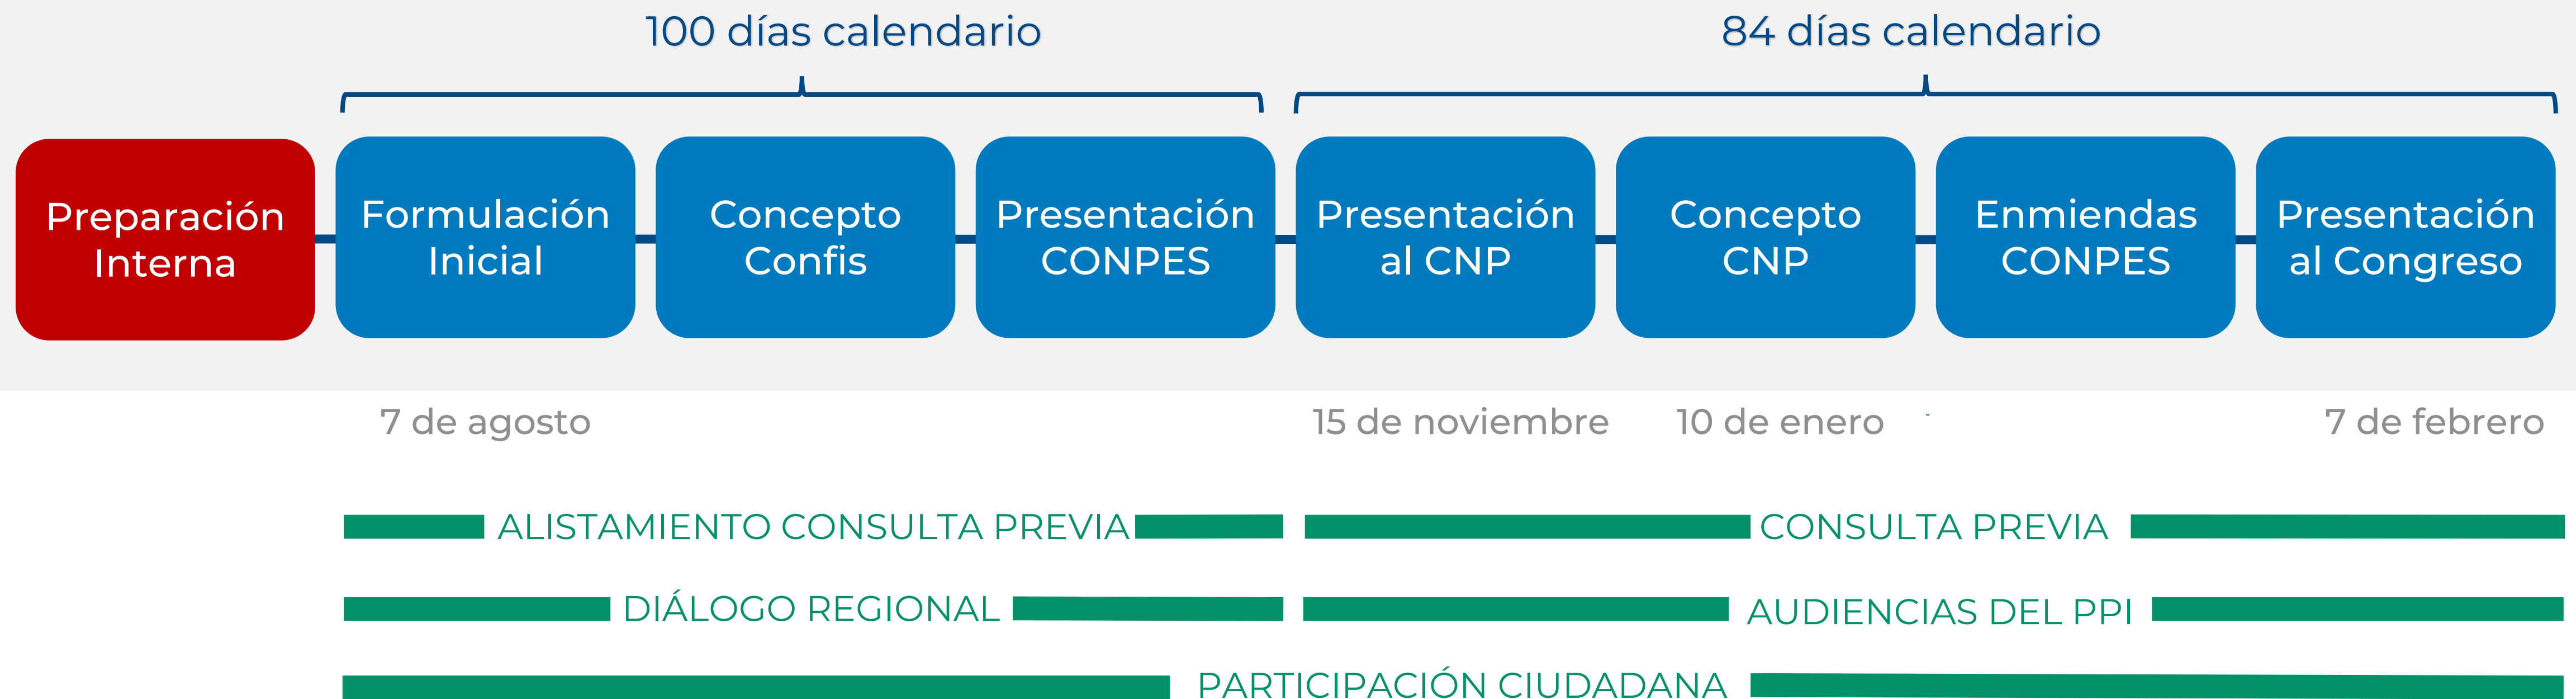 100 días calendario
84 días calendario
Preparación
Interna
Formulación
Inicial
Concepto
Confis
Presentación
CONPES
Presentación
al CNP
Concepto
CNP
Enmiendas
CONPES
Presentación
al Congreso
7 de agosto
15 de noviembre
10 de enero
7 de febrero
ALISTAMIENTO CONSULTA PREVIA
CONSULTA PREVIA
DIÁLOGO REGIONAL
AUDIENCIAS DEL PPI
PARTICIPACIÓN CIUDADANA